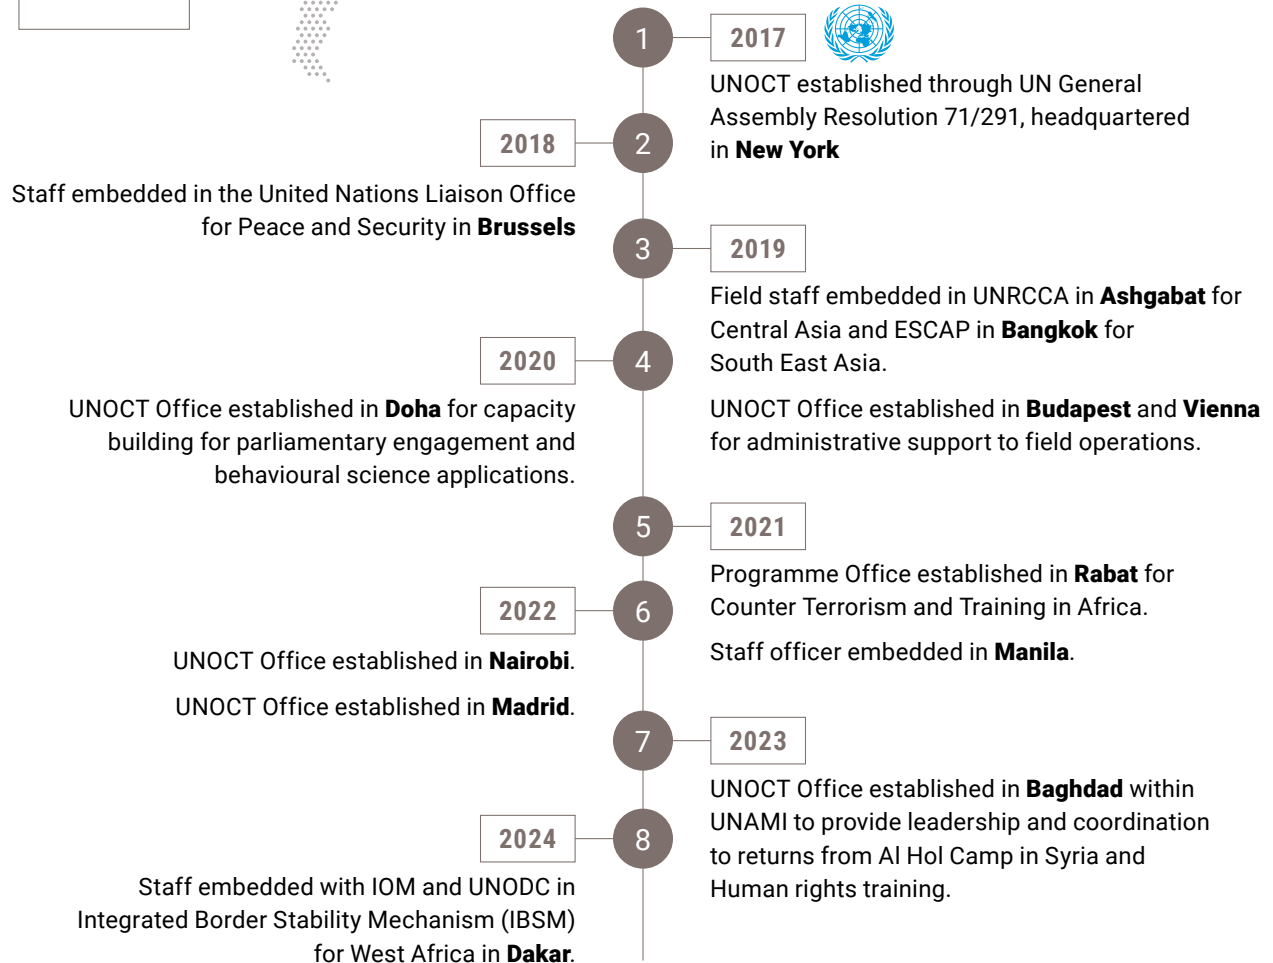 1
2017
UNOCT established through UN General
Assembly Resolution 71/291, headquartered
in New York
2018
2
Staff embedded in the United Nations Liaison Office
for Peace and Security in Brussels
3
2019
Field staff embedded in UNRCCA in Ashgabat for
Central Asia and ESCAP in Bangkok for
South East Asia.
UNOCT Office established in Budapest and Vienna
for administrative support to field operations.
2020
4
UNOCT Office established in Doha for capacity
building for parliamentary engagement and
behavioural science applications.
5
2021
Programme Office established in Rabat for
Counter Terrorism and Training in Africa.
Staff officer embedded in Manila.
2022
6
UNOCT Office established in Nairobi.
UNOCT Office established in Madrid.
7
2023
UNOCT Office established in Baghdad within
UNAMI to provide leadership and coordination
to returns from Al Hol Camp in Syria and
Human rights training.
2024
8
Staff embedded with IOM and UNODC in
Integrated Border Stability Mechanism (IBSM)
for West Africa in Dakar.